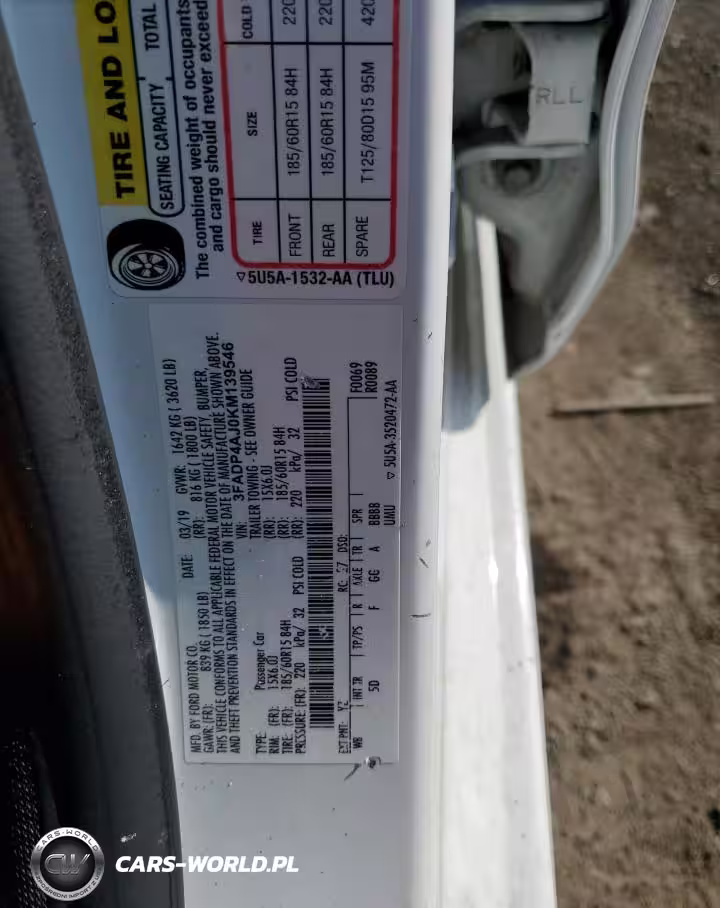 TIRE AND LO
SEATING CAPACITY
TOTAL
The combined weight of occupants
and cargo should never exceed
TIRE SIZE COLD
FRONT 185/60R15 84H 220
REAR 185/60R15 84H 220
SPARE T125/80D15 95M 420
▽5U5A-1532-AA (TLU)
MFD. BY FORD MOTOR CO.
DATE: 03/19 GVWR: 1642 KG ( 3620 LB)
GAWR: (FR): 839 KG ( 1850 LB) (RR): 816 KG ( 1800 LB)
THIS VEHICLE CONFORMS TO ALL APPLICABLE FEDERAL MOTOR VEHICLE SAFETY, BUMPER,
AND THEFT PREVENTION STANDARDS IN EFFECT ON THE DATE OF MANUFACTURE SHOWN ABOVE.
VIN: 3FADP4AJ0KM139546
TYPE: Passenger Car TRAILER TOWING - SEE OWNER GUIDE
RIM: (FR): 15X6.0J (RR): 15X6.0J
TIRE: (FR): 185/60R15 84H (RR): 185/60R15 84H
PRESSURE: (FR): 220 kPa/ 32 PSI COLD (RR): 220 kPa/ 32 PSI COLD
F0069
R0089
EXT PNT: YZ RC: 27 DSO:
WB INT TR TP/PS R AXLE TR SPR
5D F GG A BBBB
UMU
▽ 5U5A-3520472-AA
RLL
CARS-WORLD
CW
CARS-WORLD.PL